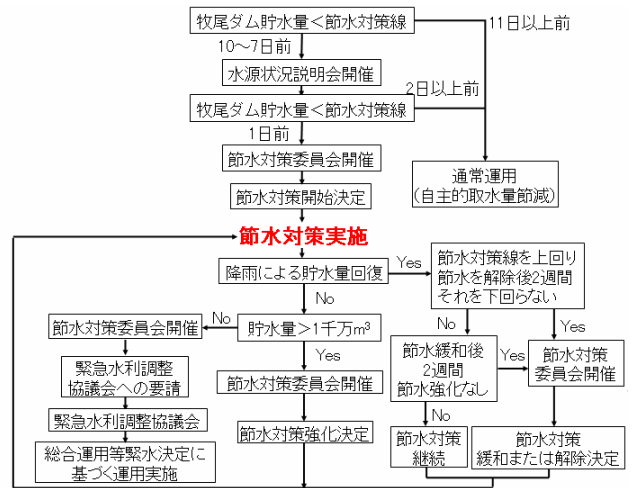 牧尾ダム貯水量<節水対策線
11日以上前
10～7日前
水源状況説明会開催
2日以上前
牧尾ダム貯水量<節水対策線
1日前
節水対策委員会開催
通常運用
(自主的取水量節減)
節水対策開始決定
節水対策実施
降雨による貯水量回復
Yes
節水対策線を上回り
節水を解除後2週間
それを下回らない
No
節水対策委員会開催
No
貯水量>1千万m³
No
Yes
緊急水利調整
協議会への要請
Yes
節水対策委員会開催
節水緩和後
2週間
節水強化なし
Yes
節水対策
委員会開催
緊急水利調整協議会
節水対策強化決定
No
総合運用等緊水決定に
基づく運用実施
節水対策
継続
節水対策
緩和または解除決定